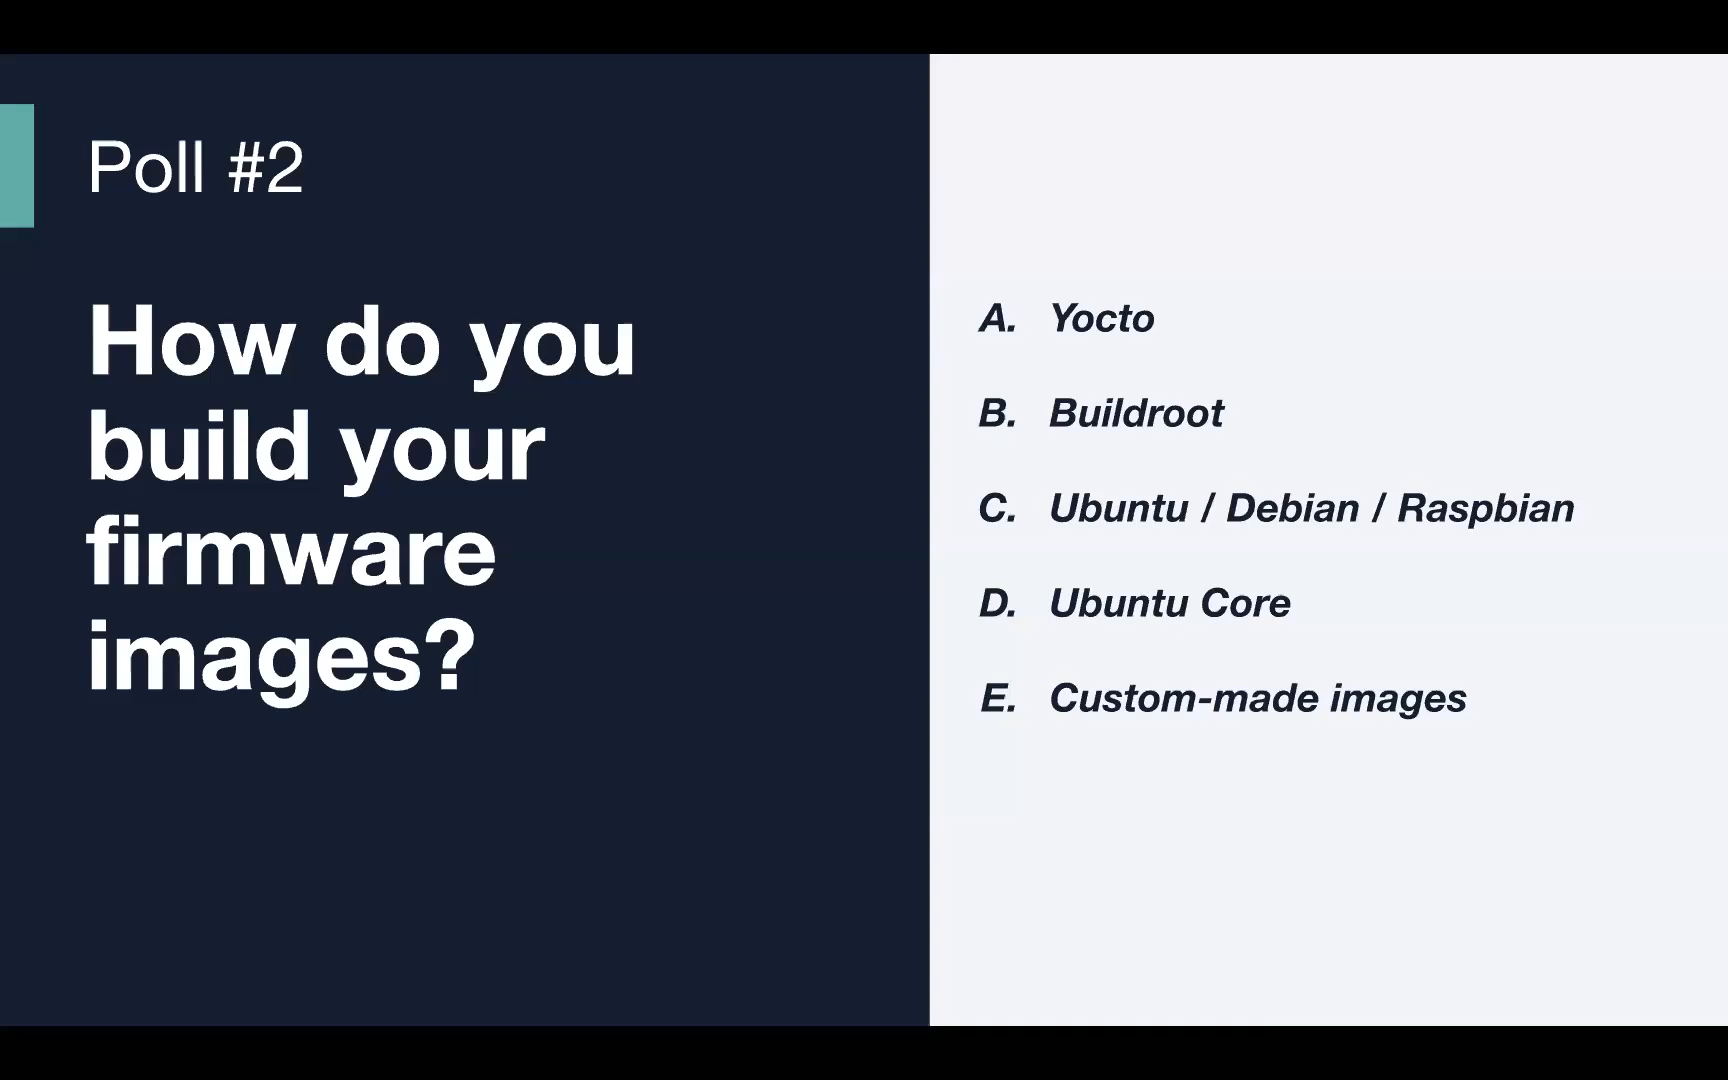 Poll #2
How do you
build your
firmware
images?
A. Yocto
B. Buildroot
C. Ubuntu / Debian / Raspbian
D. Ubuntu Core
E. Custom-made images